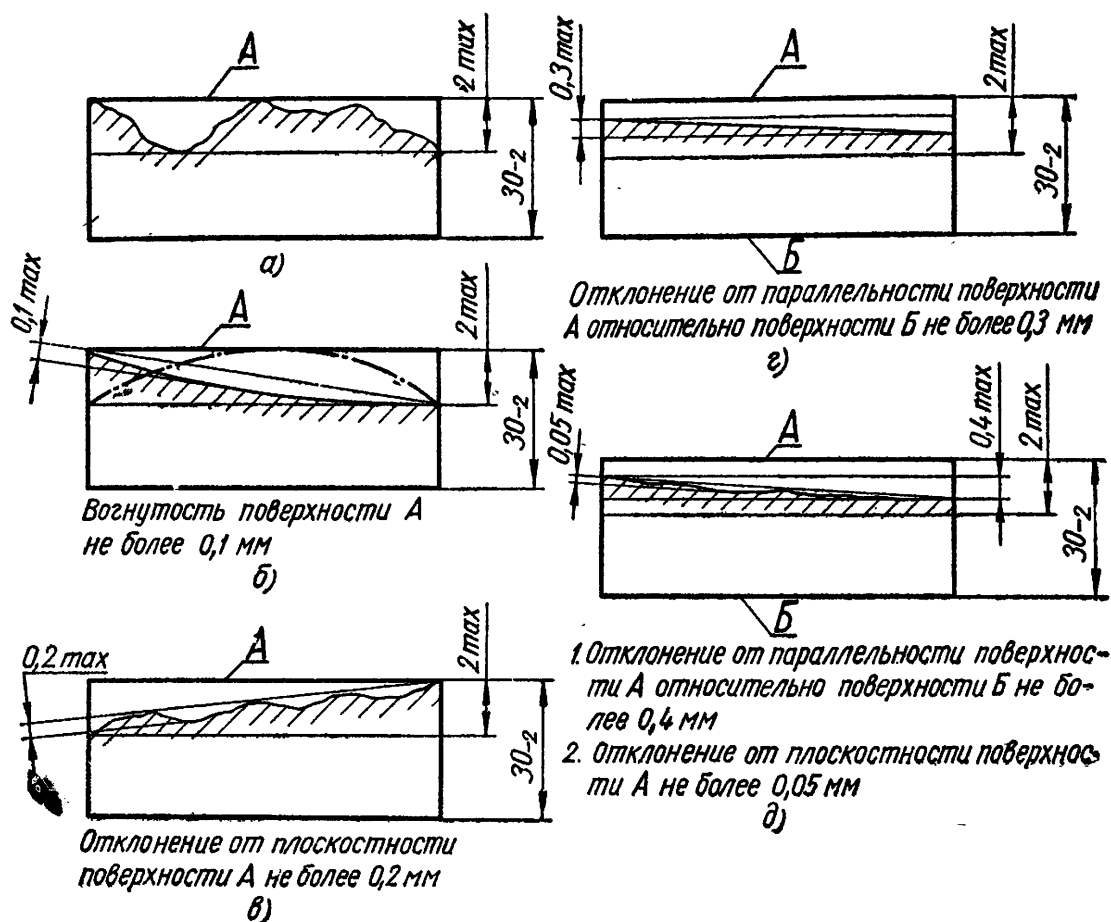 А
2 max
30-2
а)
0,1 max
А
2 max
30-2
Вогнутость поверхности А
не более 0,1 мм
б)
0,2 max
А
2 max
30-2
Отклонение от плоскостности
поверхности А не более 0,2 мм
в)
0,3 max
А
2 max
30-2
Б
Отклонение от параллельности поверхности
А относительно поверхности Б не более 0,3 мм
г)
0,05 max
А
0,4 max
2 max
30-2
Б
1. Отклонение от параллельности поверхнос-
ти А относительно поверхности Б не бо-
лее 0,4 мм
2. Отклонение от плоскостности поверхнос-
ти А не более 0,05 мм
д)